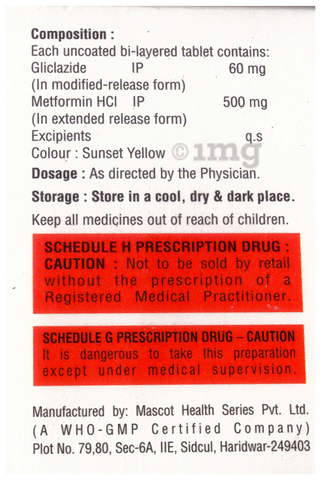 Composition :
Each uncoated bi-layered tablet contains:
Gliclazide IP 60 mg
(In modified-release form)
Metformin HCl IP 500 mg
(In extended release form)
Excipients q.s
Colour : Sunset Yellow
©1mg
Dosage : As directed by the Physician.
Storage : Store in a cool, dry & dark place.
Keep all medicines out of reach of children.
SCHEDULE H PRESCRIPTION DRUG :
CAUTION : Not to be sold by retail
without the prescription of a
Registered Medical Practitioner.
SCHEDULE G PRESCRIPTION DRUG – CAUTION
It is dangerous to take this preparation
except under medical supervision.
Manufactured by: Mascot Health Series Pvt. Ltd.
(A WHO-GMP Certified Company)
Plot No. 79,80, Sec-6A, IIE, Sidcul, Haridwar-249403